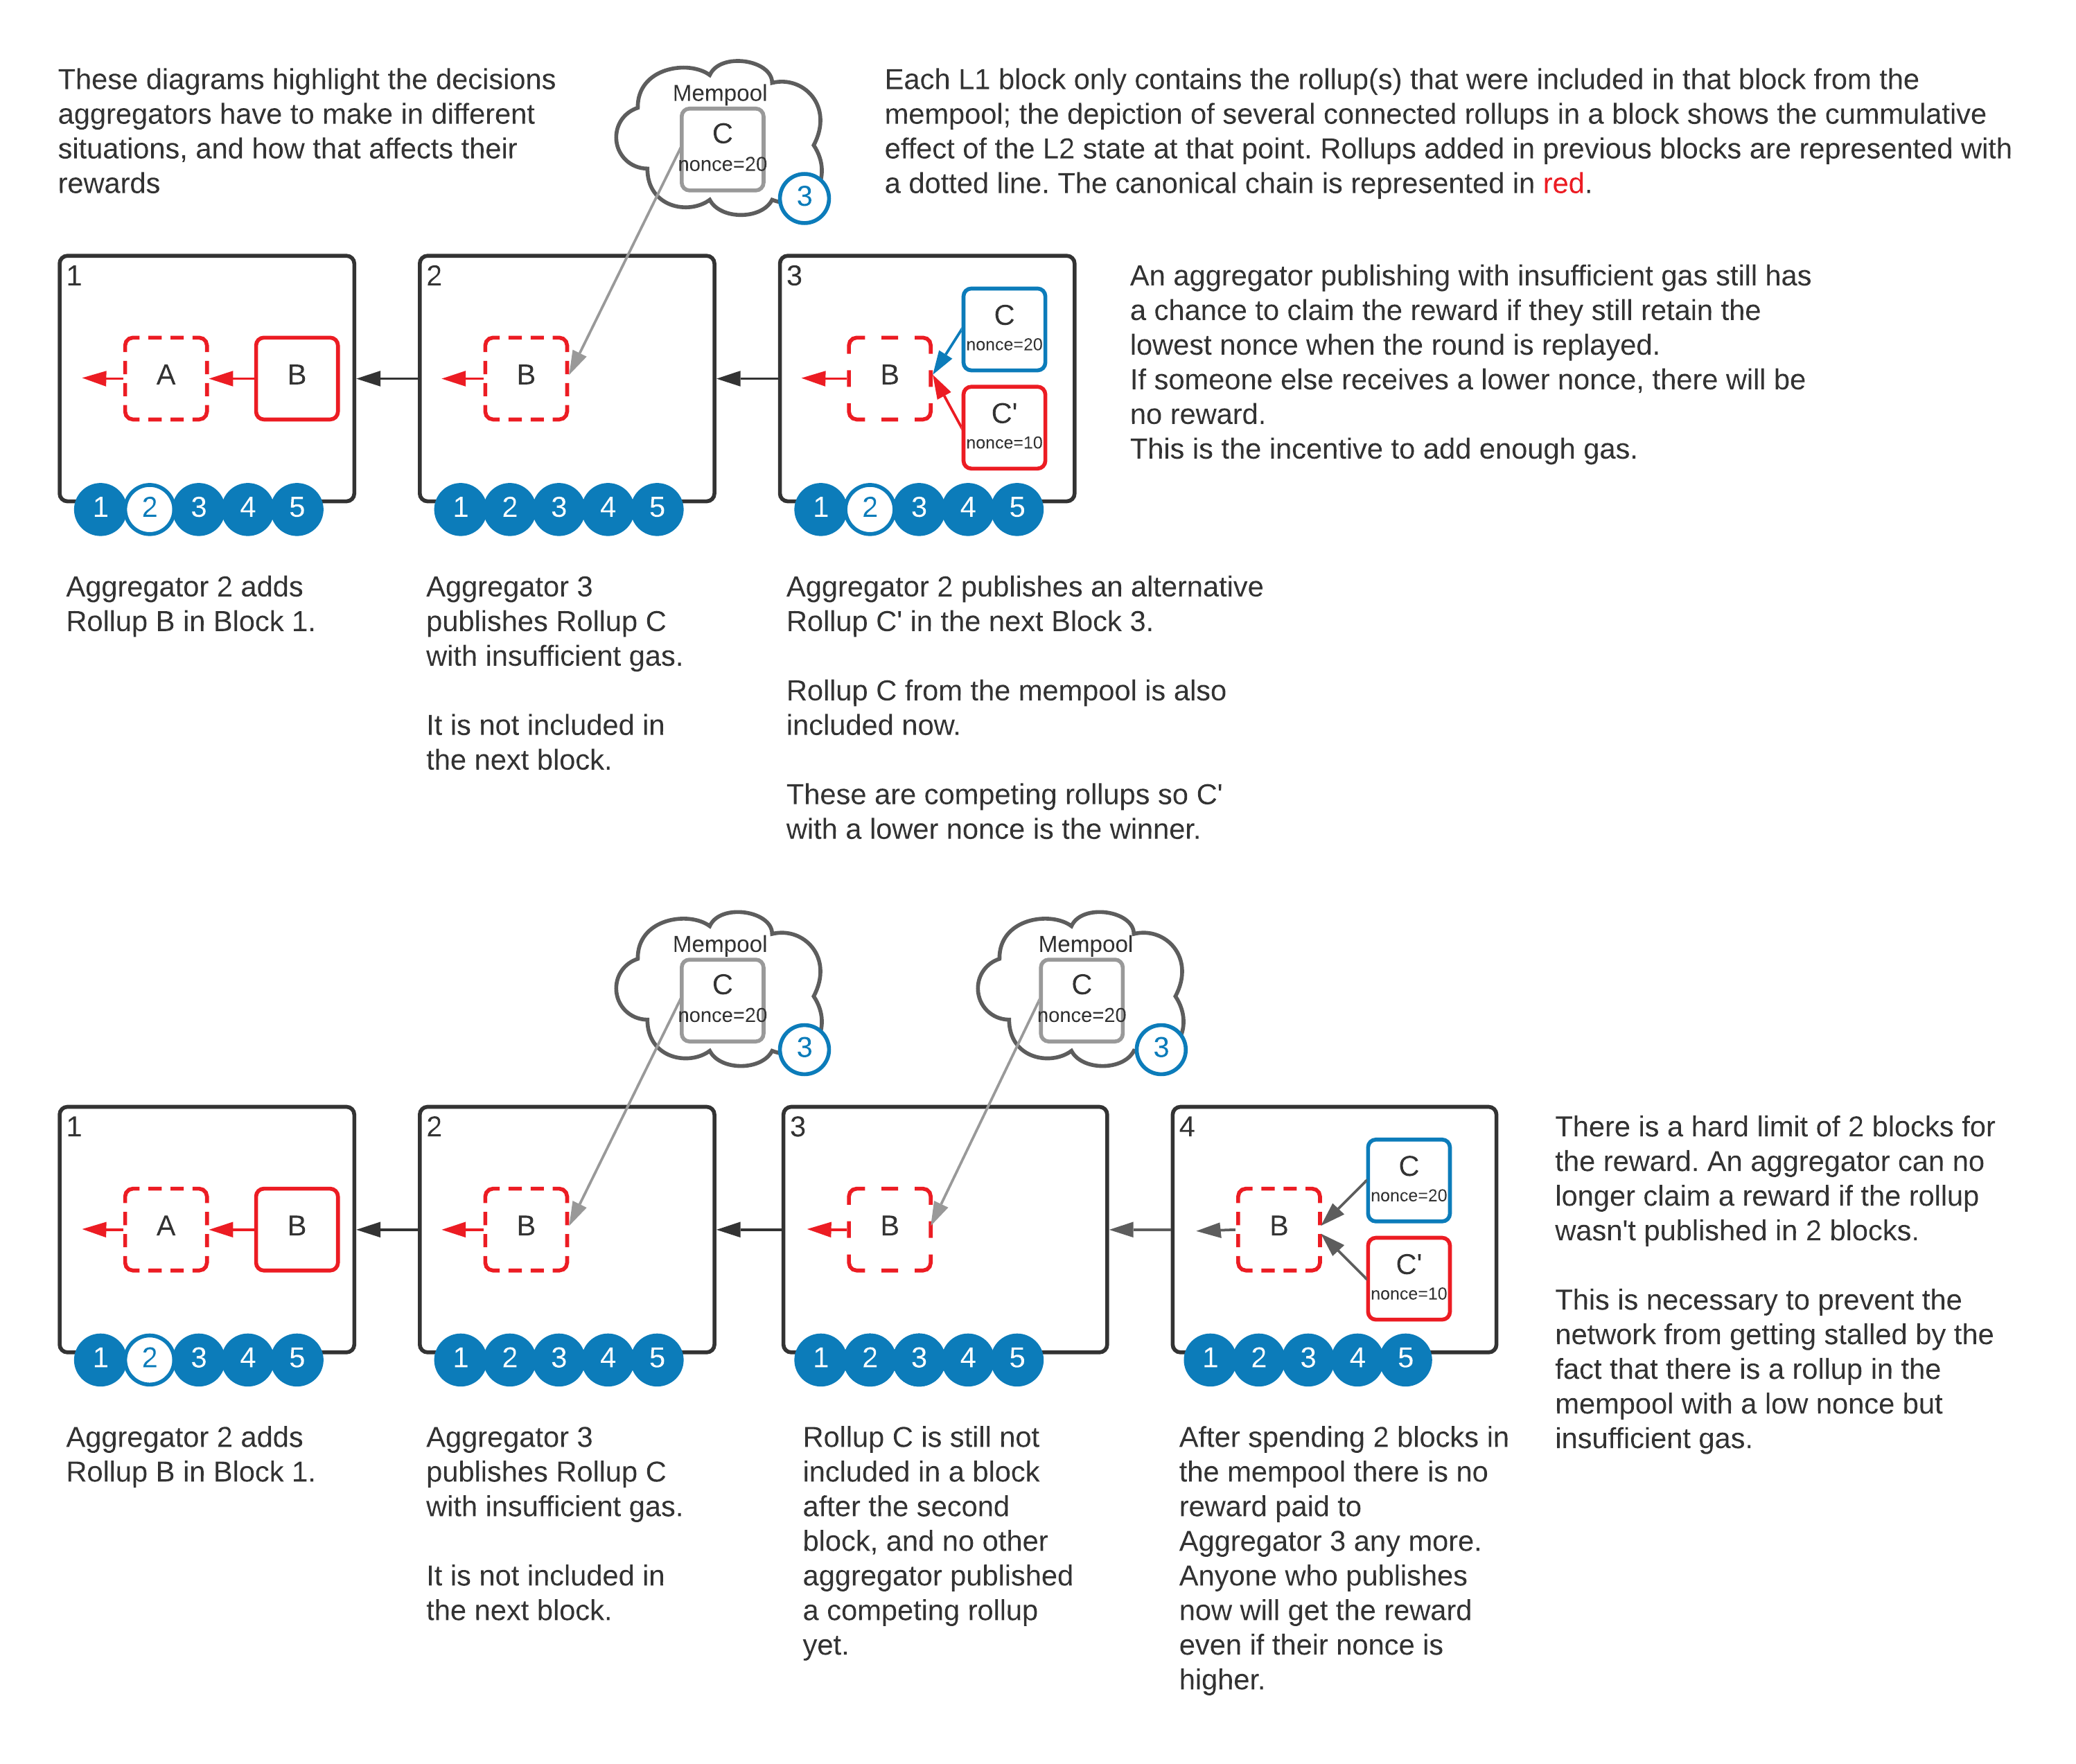 These diagrams highlight the decisions
aggregators have to make in different
situations, and how that affects their
rewards
Mempool
C
nonce=20
3
Each L1 block only contains the rollup(s) that were included in that block from the
mempool; the depiction of several connected rollups in a block shows the cummulative
effect of the L2 state at that point. Rollups added in previous blocks are represented with
a dotted line. The canonical chain is represented in red.
1
A
B
1 2 3 4 5
2
B
1 2 3 4 5
3
B
C
nonce=20
C'
nonce=10
1 2 3 4 5
An aggregator publishing with insufficient gas still has
a chance to claim the reward if they still retain the
lowest nonce when the round is replayed.
If someone else receives a lower nonce, there will be
no reward.
This is the incentive to add enough gas.
Aggregator 2 adds
Rollup B in Block 1.
Aggregator 3
publishes Rollup C
with insufficient gas.
It is not included in
the next block.
Aggregator 2 publishes an alternative
Rollup C' in the next Block 3.
Rollup C from the mempool is also
included now.
These are competing rollups so C'
with a lower nonce is the winner.
Mempool
C
nonce=20
3
Mempool
C
nonce=20
3
1
A
B
1 2 3 4 5
2
B
1 2 3 4 5
3
B
1 2 3 4 5
4
B
C
nonce=20
C'
nonce=10
1 2 3 4 5
There is a hard limit of 2 blocks for
the reward. An aggregator can no
longer claim a reward if the rollup
wasn't published in 2 blocks.
This is necessary to prevent the
network from getting stalled by the
fact that there is a rollup in the
mempool with a low nonce but
insufficient gas.
Aggregator 2 adds
Rollup B in Block 1.
Aggregator 3
publishes Rollup C
with insufficient gas.
It is not included in
the next block.
Rollup C is still not
included in a block
after the second
block, and no other
aggregator published
a competing rollup
yet.
After spending 2 blocks in
the mempool there is no
reward paid to
Aggregator 3 any more.
Anyone who publishes
now will get the reward
even if their nonce is
higher.